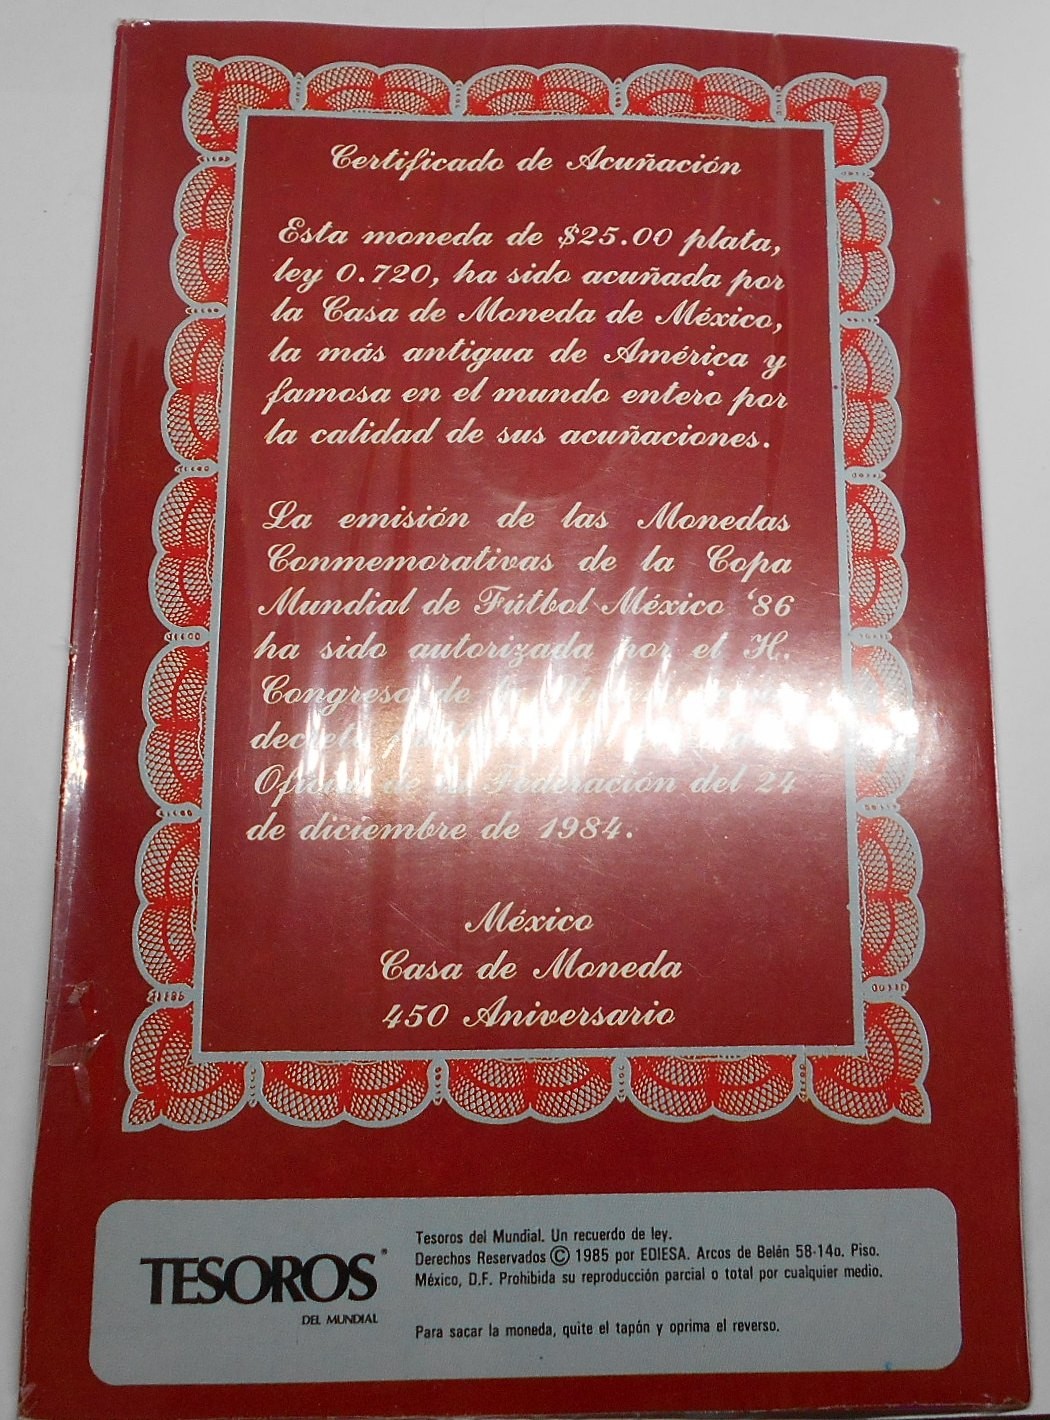 Certificado de Acuñación
Esta moneda de $25.00 plata,
ley 0.720, ha sido acuñada por
la Casa de Moneda de México,
la más antigua de América y
famosa en el mundo entero por
la calidad de sus acuñaciones.
La emisión de las Monedas
Conmemorativas de la Copa
Mundial de Fútbol México '86
ha sido autorizada por el H.
Congreso de la
decreto
Oficial de la Federación del 24
de diciembre de 1984.
México
Casa de Moneda
450 Aniversario
TESOROS
DEL MUNDIAL
Tesoros del Mundial. Un recuerdo de ley.
Derechos Reservados © 1985 por EDIESA. Arcos de Belén 58-14o. Piso.
México, D.F. Prohibida su reproducción parcial o total por cualquier medio.
Para sacar la moneda, quite el tapón y oprima el reverso.